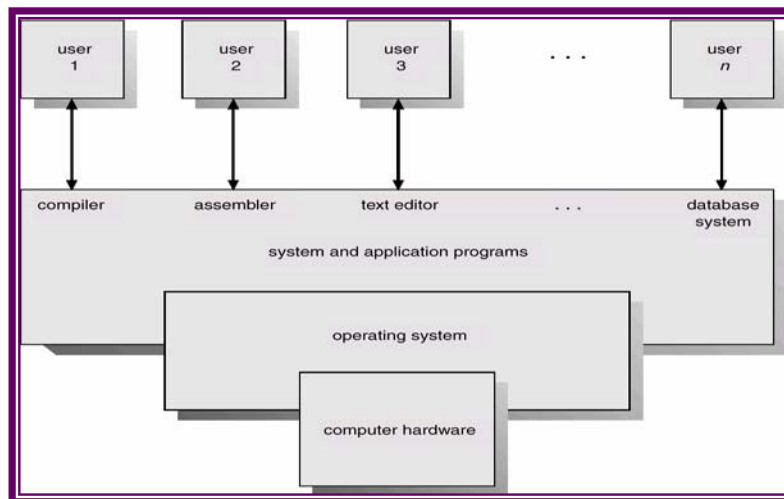 user
1
user
2
user
3
. . .
user
n
compiler
assembler
text editor
. . .
database
system
system and application programs
operating system
computer hardware